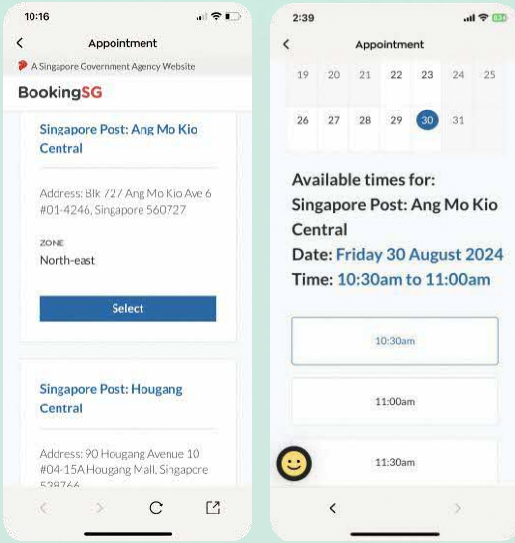 10:16
Appointment
A Singapore Government Agency Website
BookingSG
Singapore Post: Ang Mo Kio
Central
Address: Blk 727 Ang Mo Kio Ave 6
#01-4246, Singapore 560727
ZONE
North-east
Select
Singapore Post: Hougang
Central
Address: 90 Hougang Avenue 10
#04-15A Hougang Mall, Singapore
538766
2:39
Appointment
19 20 21 22 23 24 25
26 27 28 29 30 31
Available times for:
Singapore Post: Ang Mo Kio
Central
Date: Friday 30 August 2024
Time: 10:30am to 11:00am
10:30am
11:00am
11:30am